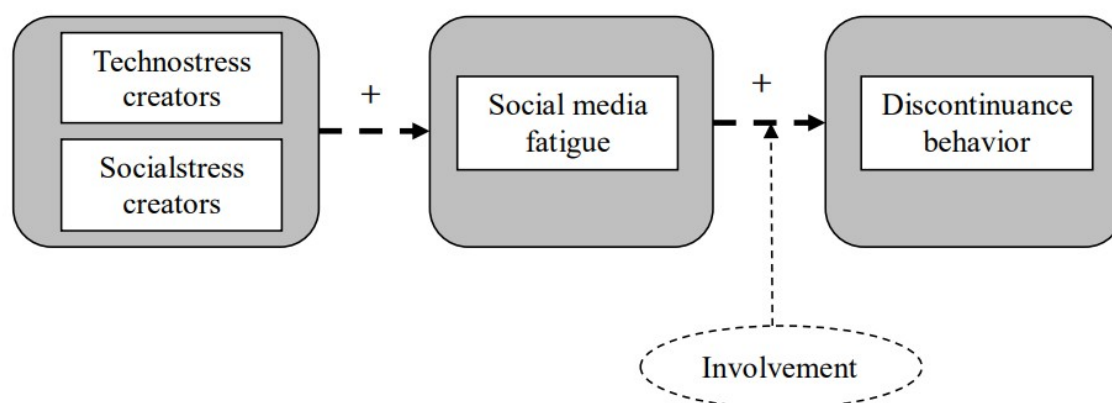 Technostress
creators
Socialstress
creators
+
Social media
fatigue
+
Discontinuance
behavior
Involvement